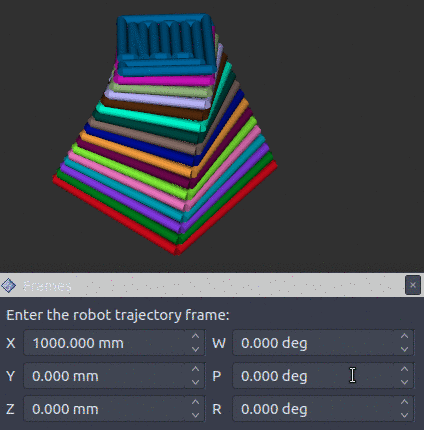 Frames
Enter the robot trajectory frame:
X 1000.000 mm W 0.000 deg
Y 0.000 mm P 0.000 deg
Z 0.000 mm R 0.000 deg